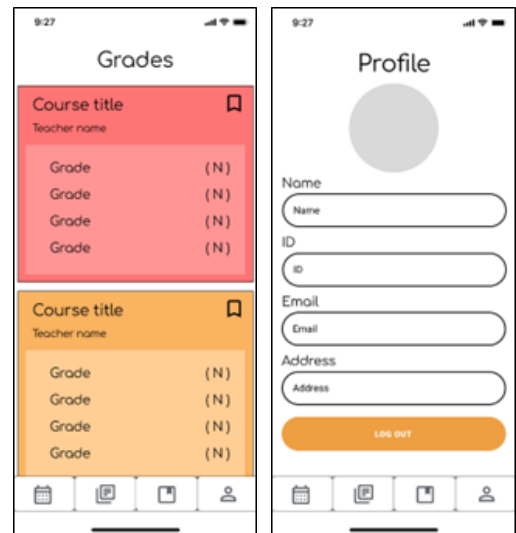 9:27
Grades
Course title
Teacher name
Grade (N)
Grade (N)
Grade (N)
Grade (N)
Course title
Teacher name
Grade (N)
Grade (N)
Grade (N)
Grade (N)
9:27
Profile
Name
Name
ID
ID
Email
Email
Address
Address
LOG OUT